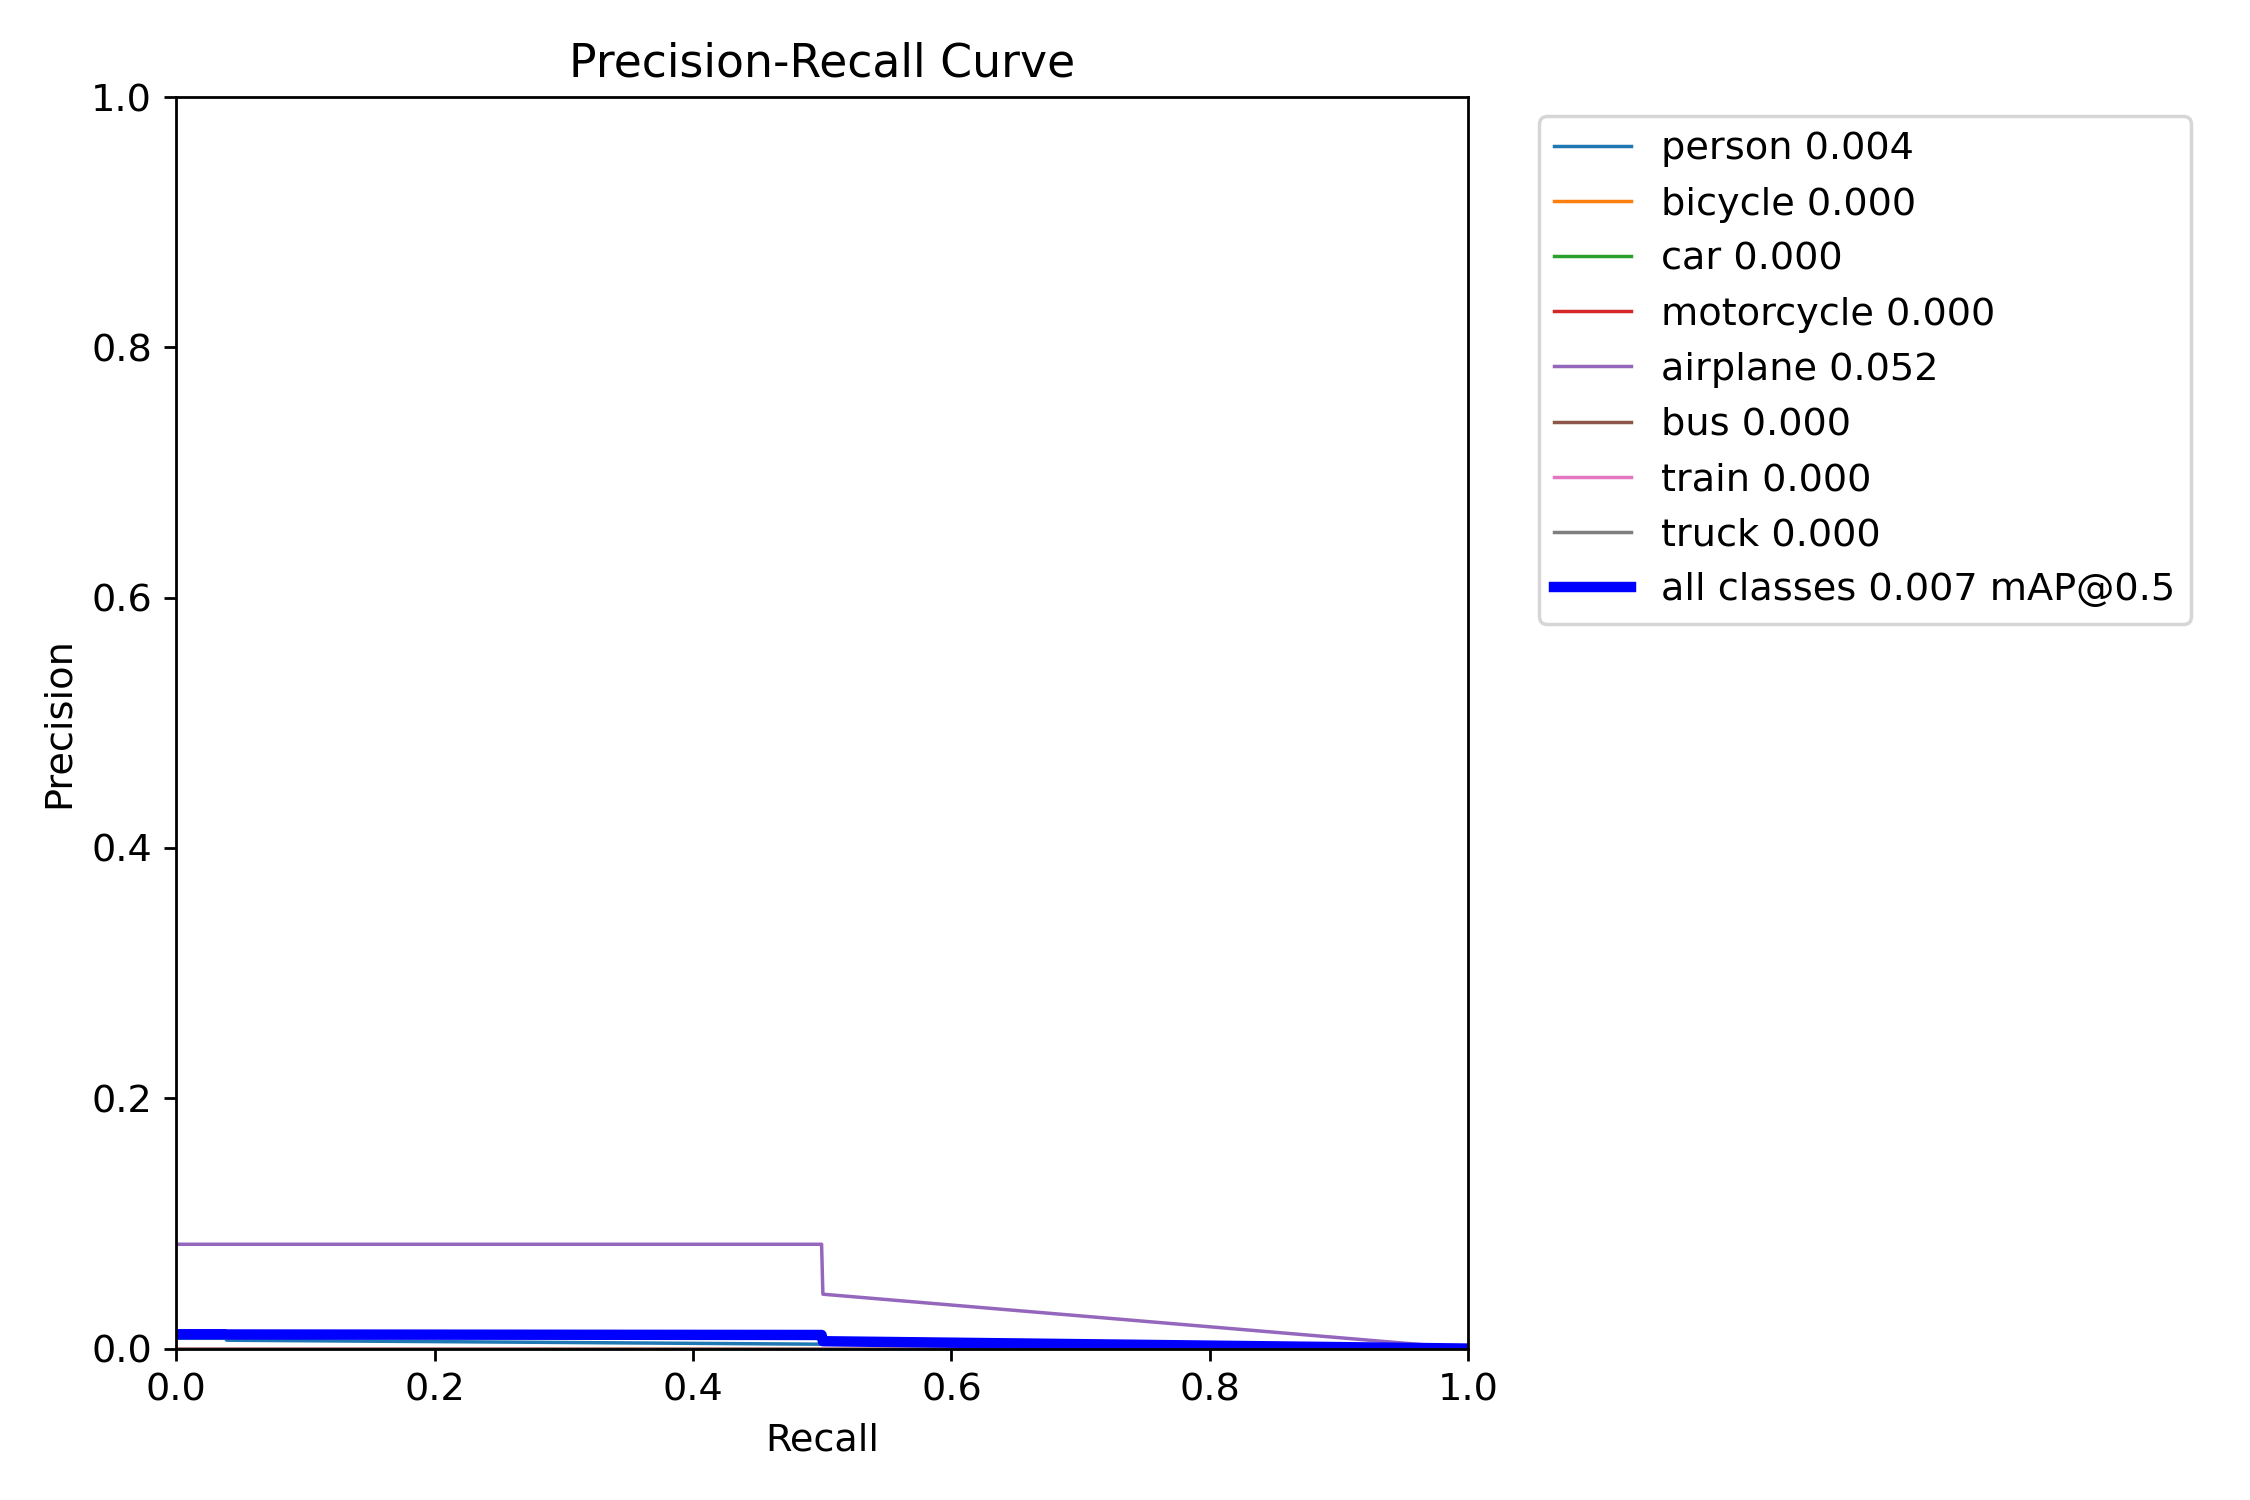 Precision-Recall Curve
1.0
0.8
0.6
0.4
0.2
0.0
Precision
0.0 0.2 0.4 0.6 0.8 1.0
Recall
person 0.004
bicycle 0.000
car 0.000
motorcycle 0.000
airplane 0.052
bus 0.000
train 0.000
truck 0.000
all classes 0.007 mAP@0.5